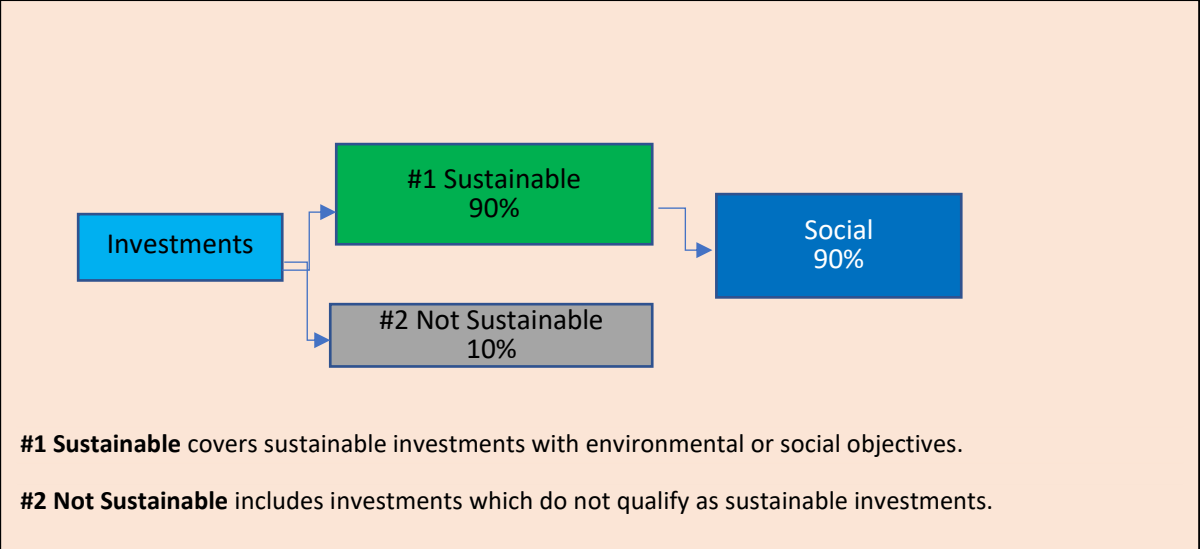 #1 Sustainable
90%
Investments
Social
90%
#2 Not Sustainable
10%
#1 Sustainable covers sustainable investments with environmental or social objectives.
#2 Not Sustainable includes investments which do not qualify as sustainable investments.